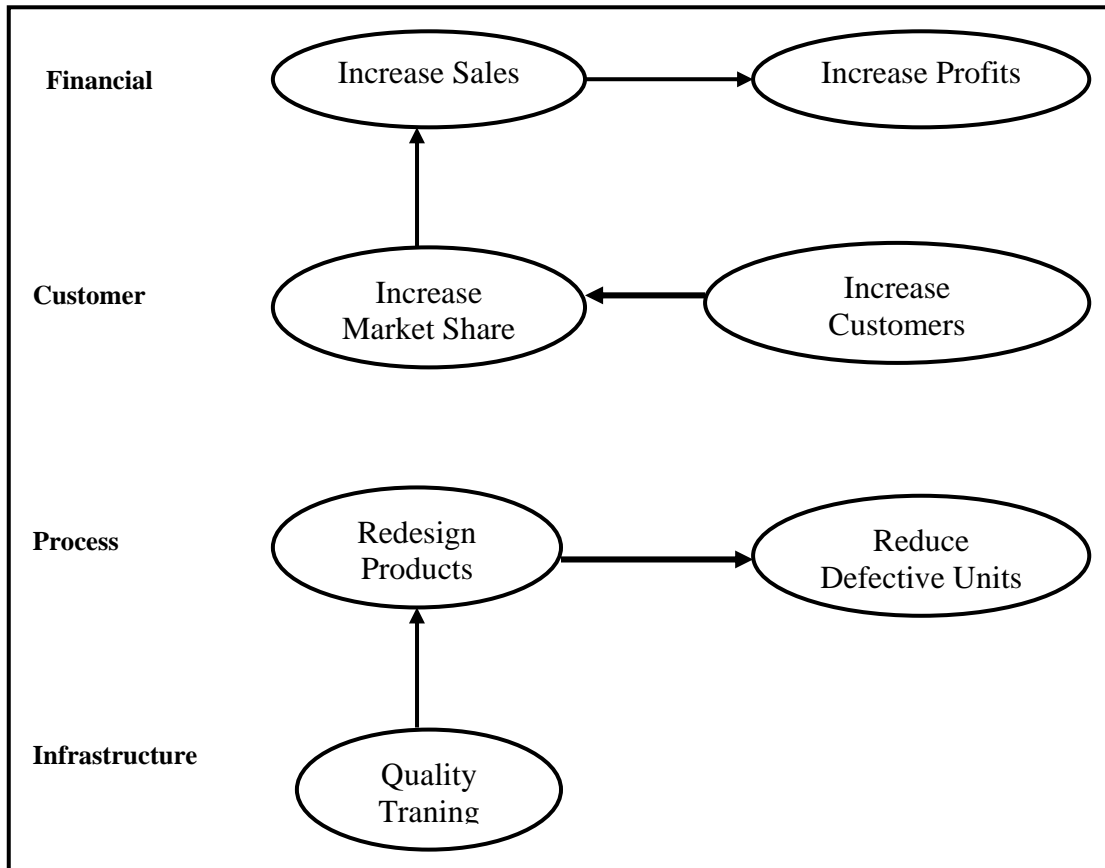 Financial
Increase Sales
Increase Profits
Customer
Increase
Market Share
Increase
Customers
Process
Redesign
Products
Reduce
Defective Units
Infrastructure
Quality
Traning